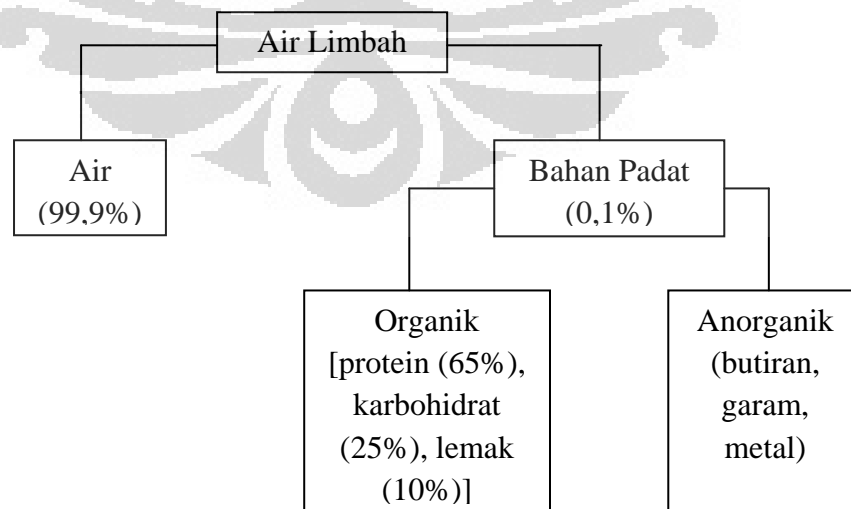 Air Limbah
Air
(99,9%)
Bahan Padat
(0,1%)
Organik
[protein (65%),
karbohidrat
(25%), lemak
(10%)]
Anorganik
(butiran,
garam,
metal)